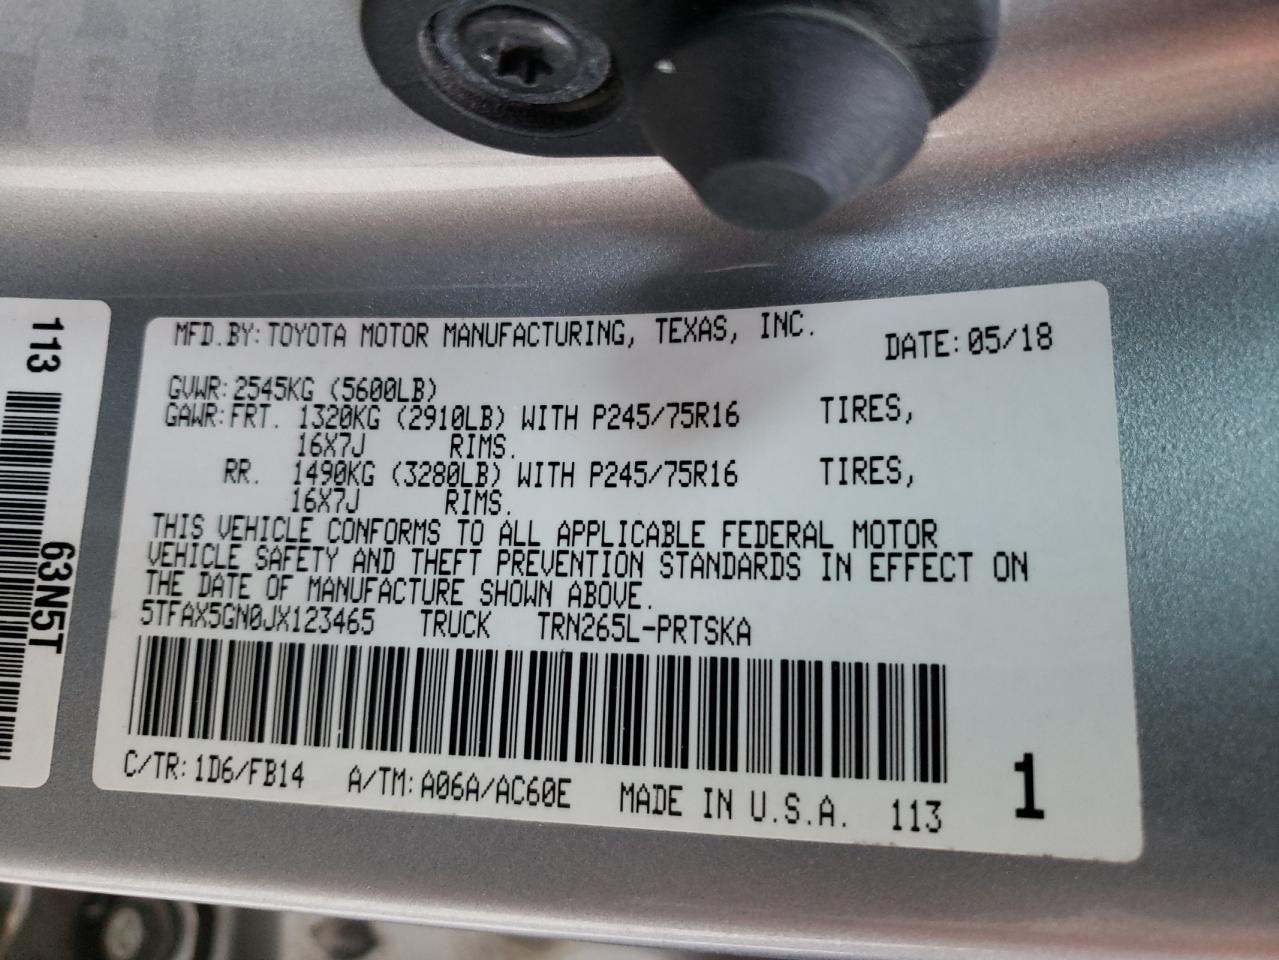 MFD.BY:TOYOTA MOTOR MANUFACTURING, TEXAS, INC.
DATE:05/18
GVWR:2545KG (5600LB)
GAWR:FRT. 1320KG (2910LB) WITH P245/75R16 TIRES,
16X7J RIMS.
RR. 1490KG (3280LB) WITH P245/75R16 TIRES,
16X7J RIMS.
THIS VEHICLE CONFORMS TO ALL APPLICABLE FEDERAL MOTOR
VEHICLE SAFETY AND THEFT PREVENTION STANDARDS IN EFFECT ON
THE DATE OF MANUFACTURE SHOWN ABOVE.
5TFAX5GN0JX123465 TRUCK TRN265L-PRTSKA
C/TR:1D6/FB14 A/TM:A06A/AC60E MADE IN U.S.A. 113
1
113
63N5T